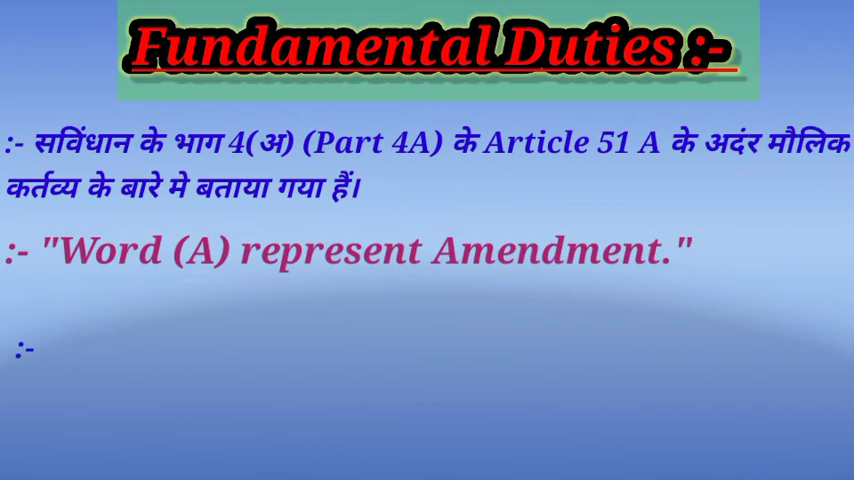 Fundamental Duties :-
:- सविंधान के भाग 4(अ) (Part 4A) के Article 51 A के अदंर मौलिक
कर्तव्य के बारे मे बताया गया हैं।
:- "Word (A) represent Amendment."
:-